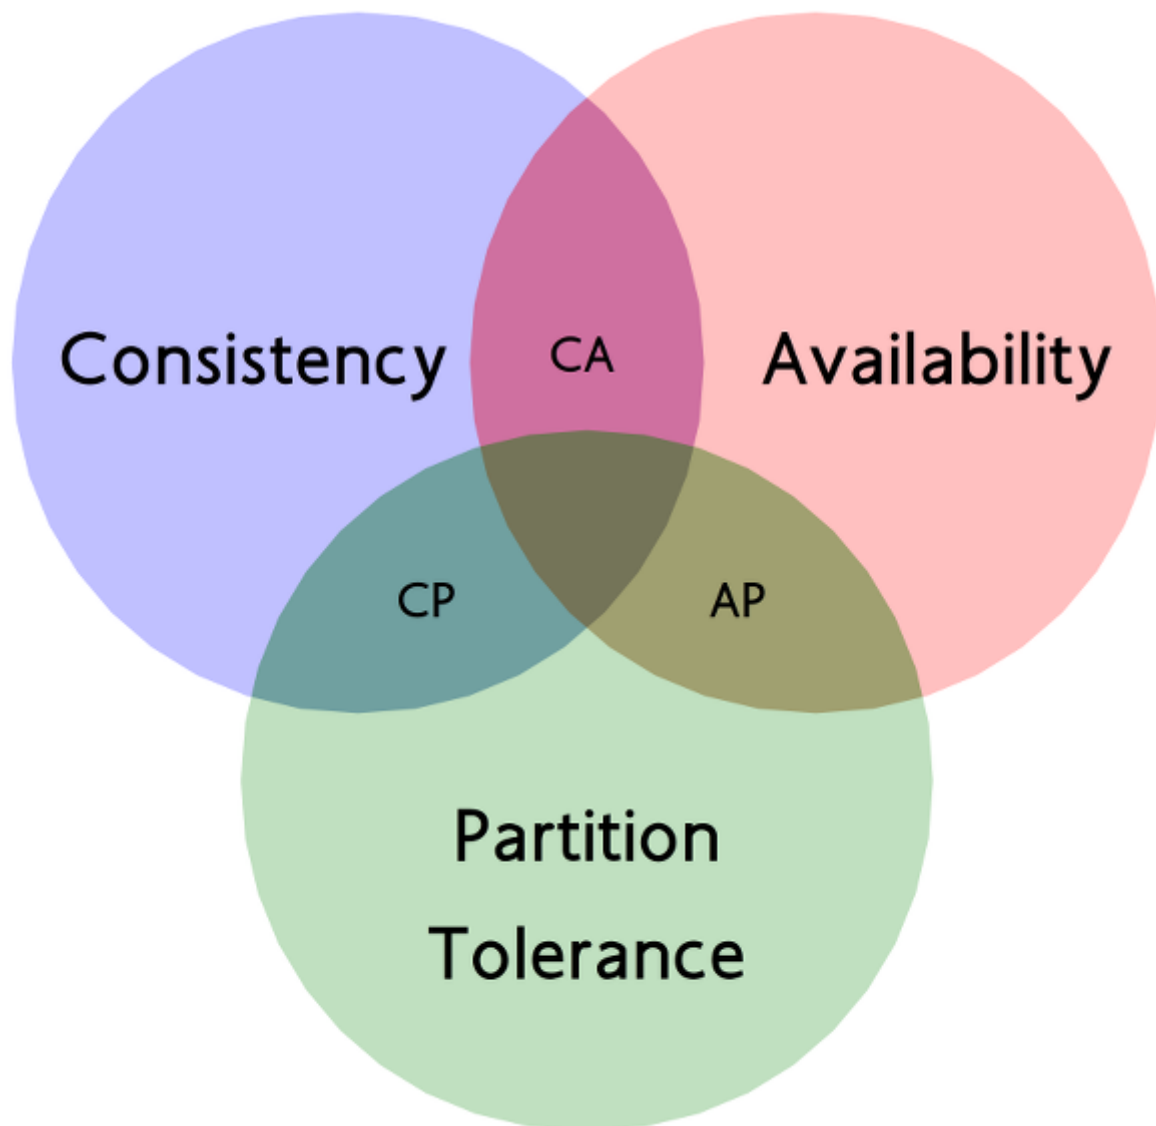 Consistency
CA
Availability
CP
AP
Partition
Tolerance